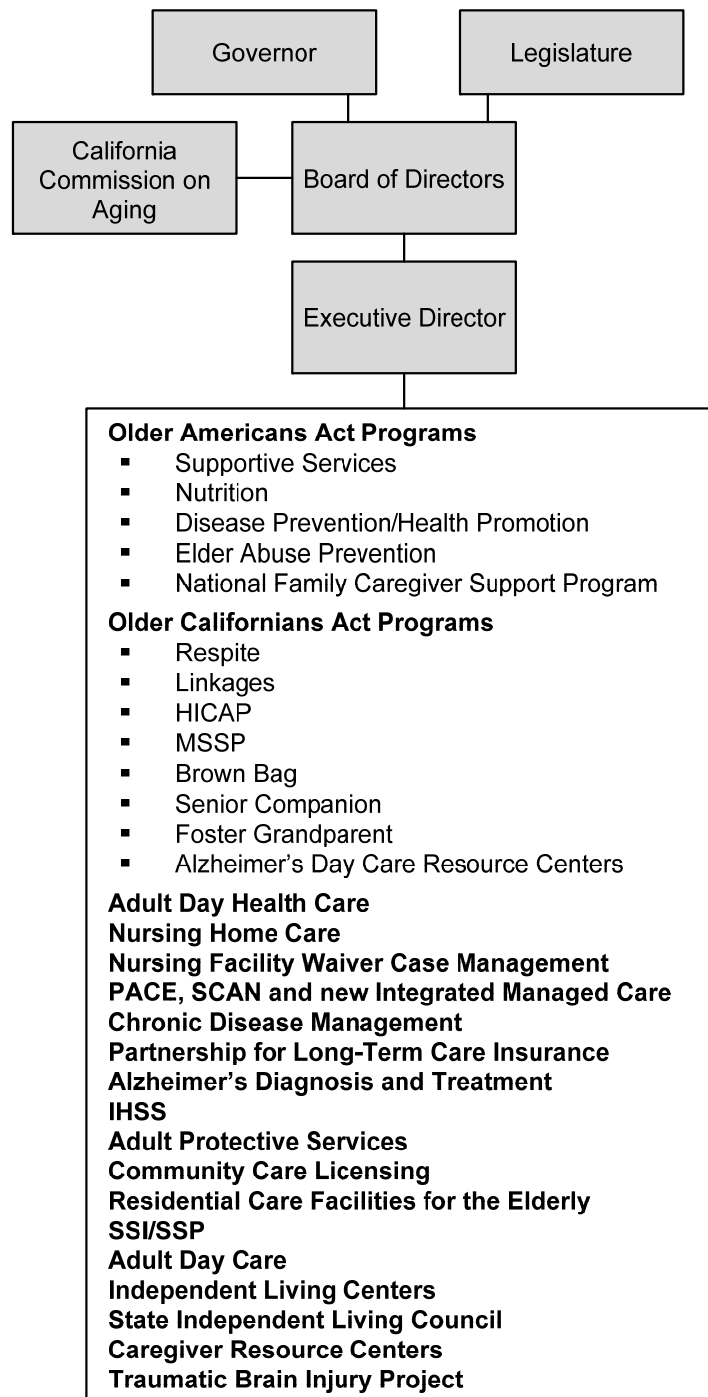 Governor
Legislature
California
Commission on
Aging
Board of Directors
Executive Director
Older Americans Act Programs
▪ Supportive Services
▪ Nutrition
▪ Disease Prevention/Health Promotion
▪ Elder Abuse Prevention
▪ National Family Caregiver Support Program
Older Californians Act Programs
▪ Respite
▪ Linkages
▪ HICAP
▪ MSSP
▪ Brown Bag
▪ Senior Companion
▪ Foster Grandparent
▪ Alzheimer’s Day Care Resource Centers
Adult Day Health Care
Nursing Home Care
Nursing Facility Waiver Case Management
PACE, SCAN and new Integrated Managed Care
Chronic Disease Management
Partnership for Long-Term Care Insurance
Alzheimer’s Diagnosis and Treatment
IHSS
Adult Protective Services
Community Care Licensing
Residential Care Facilities for the Elderly
SSI/SSP
Adult Day Care
Independent Living Centers
State Independent Living Council
Caregiver Resource Centers
Traumatic Brain Injury Project